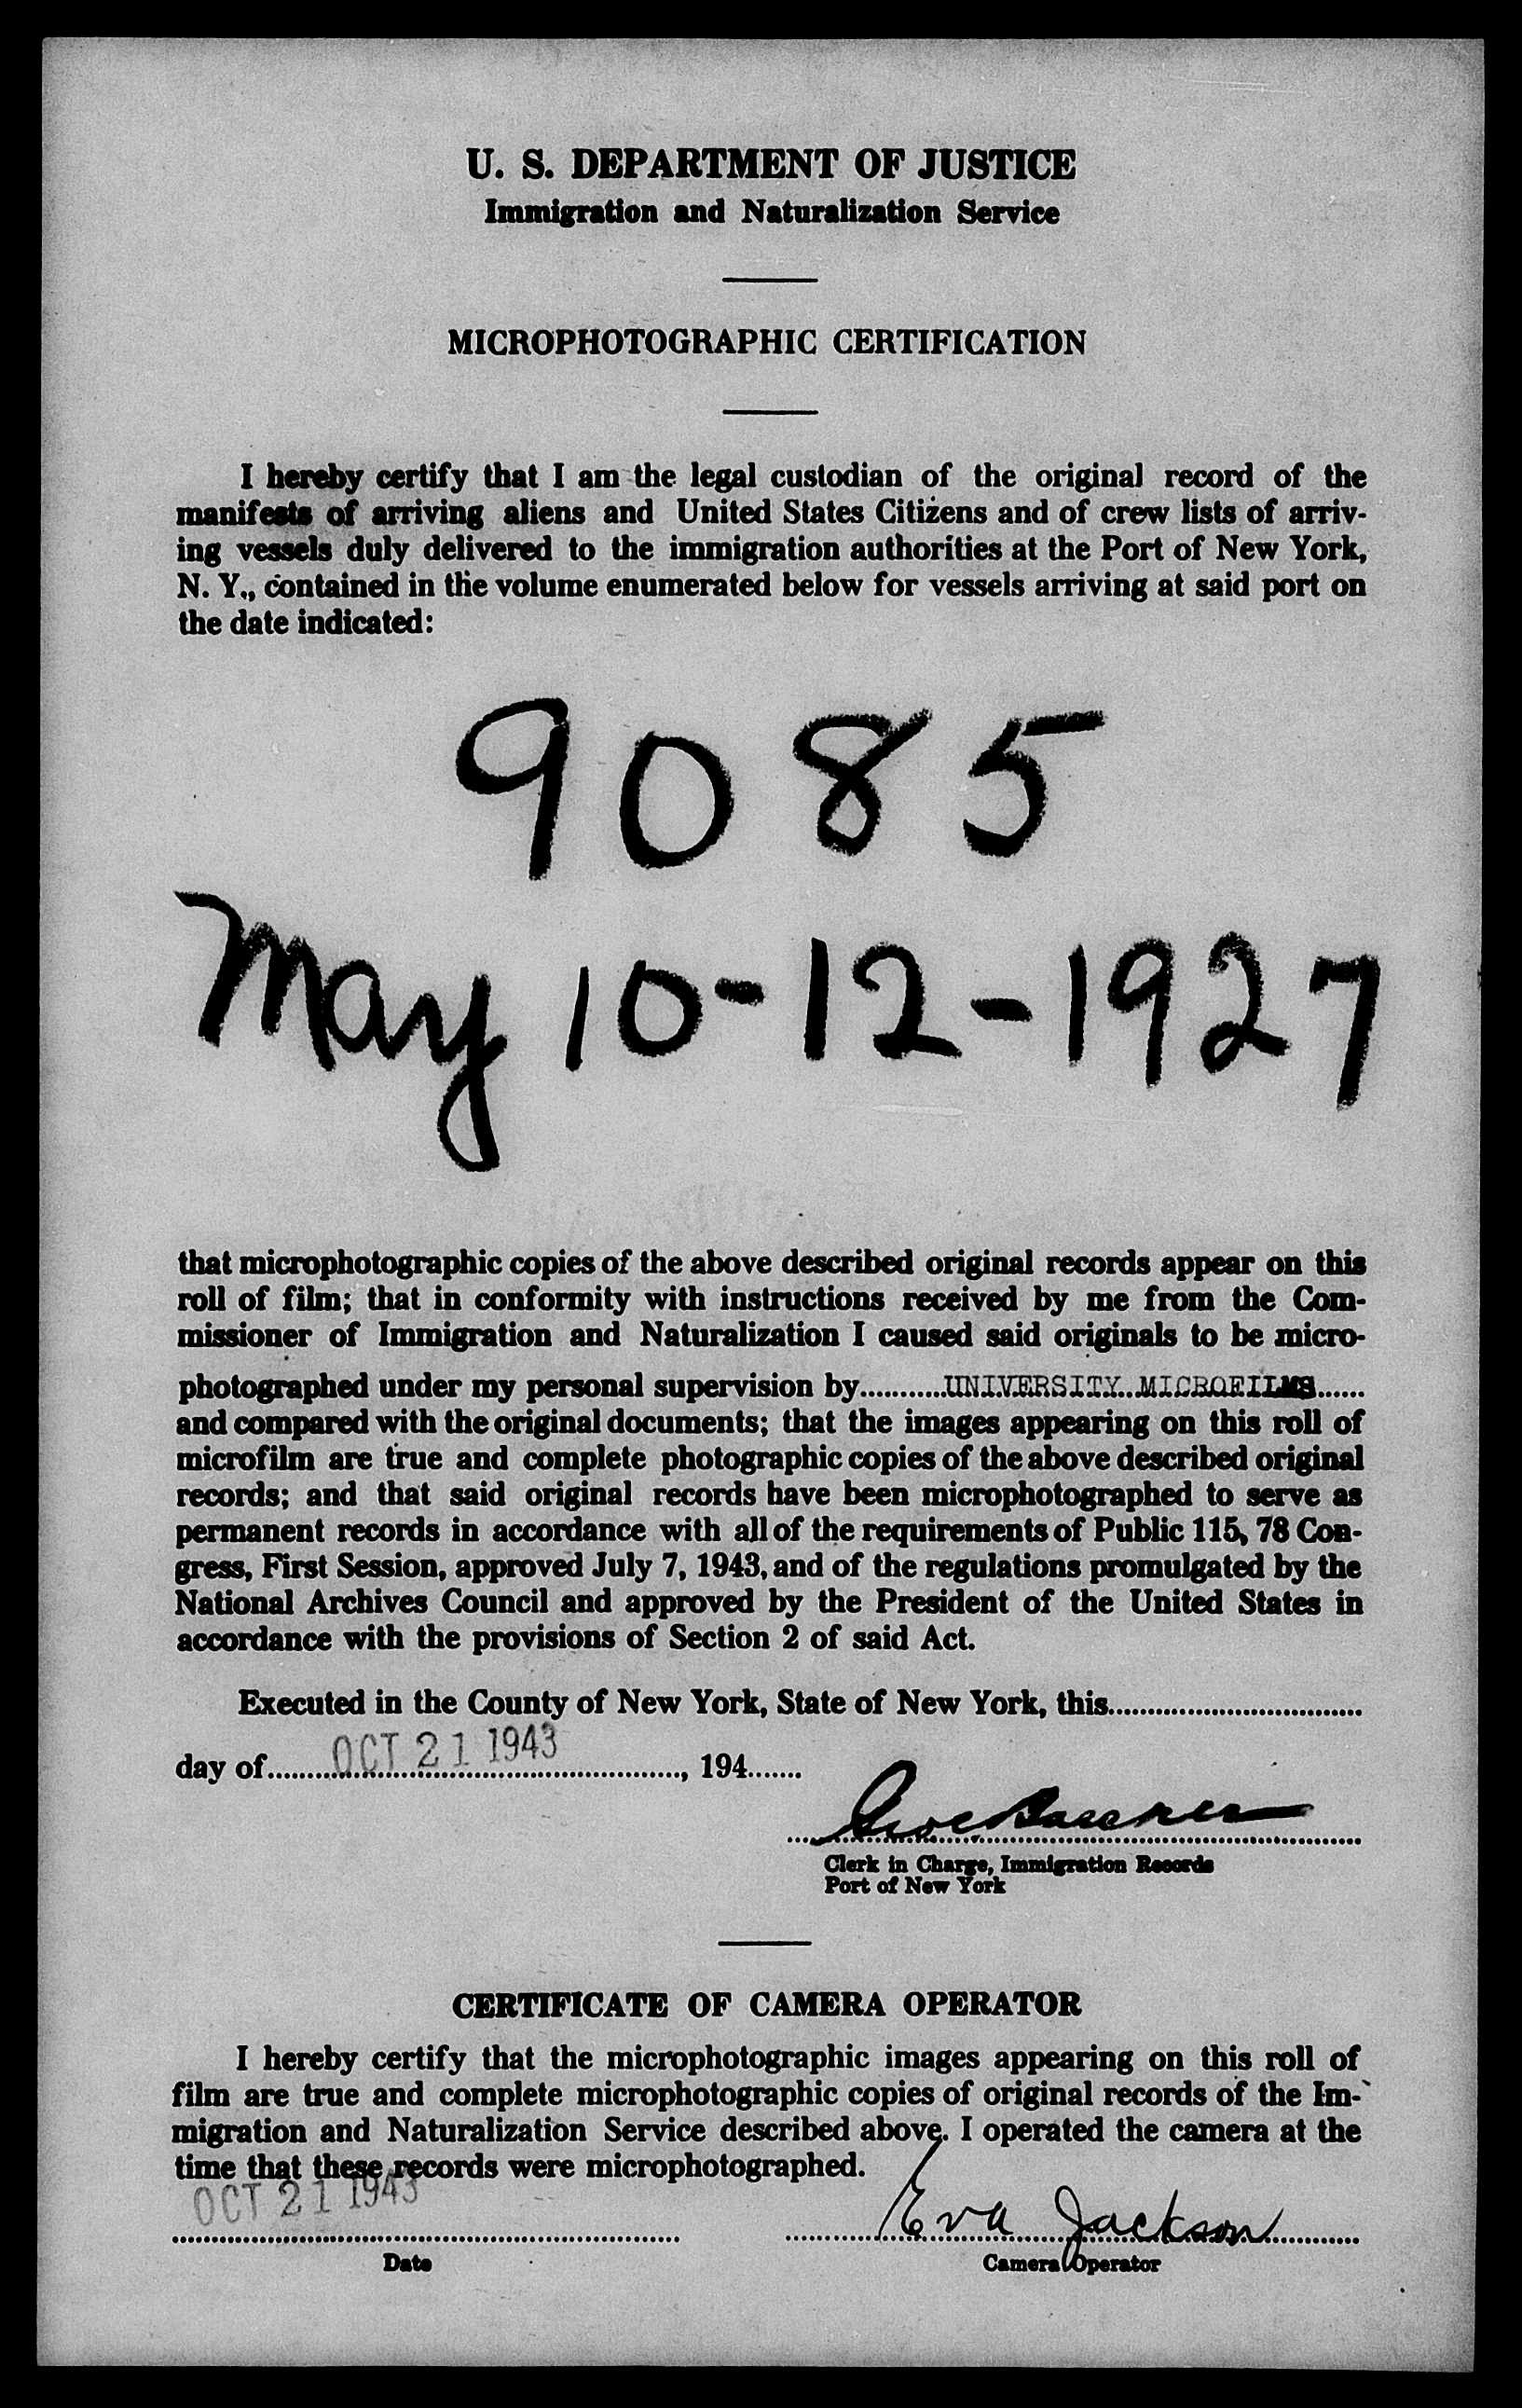 U. S. DEPARTMENT OF JUSTICE
Immigration and Naturalization Service
MICROPHOTOGRAPHIC CERTIFICATION
I hereby certify that I am the legal custodian of the original record of the
manifests of arriving aliens and United States Citizens and of crew lists of arriv-
ing vessels duly delivered to the immigration authorities at the Port of New York,
N. Y., contained in the volume enumerated below for vessels arriving at said port on
the date indicated:
9085
May 10-12-1927
that microphotographic copies of the above described original records appear on this
roll of film; that in conformity with instructions received by me from the Com-
missioner of Immigration and Naturalization I caused said originals to be micro-
photographed under my personal supervision by..........UNIVERSITY MICROFILMS......
and compared with the original documents; that the images appearing on this roll of
microfilm are true and complete photographic copies of the above described original
records; and that said original records have been microphotographed to serve as
permanent records in accordance with all of the requirements of Public 115, 78 Con-
gress, First Session, approved July 7, 1943, and of the regulations promulgated by the
National Archives Council and approved by the President of the United States in
accordance with the provisions of Section 2 of said Act.
Executed in the County of New York, State of New York, this................................
day of........OCT 21 1943................, 194.......
Clerk in Charge, Immigration Records
Port of New York
CERTIFICATE OF CAMERA OPERATOR
I hereby certify that the microphotographic images appearing on this roll of
film are true and complete microphotographic copies of original records of the Im-
migration and Naturalization Service described above. I operated the camera at the
time that these records were microphotographed.
OCT 21 1943
Eva Jackson
Date
Camera Operator